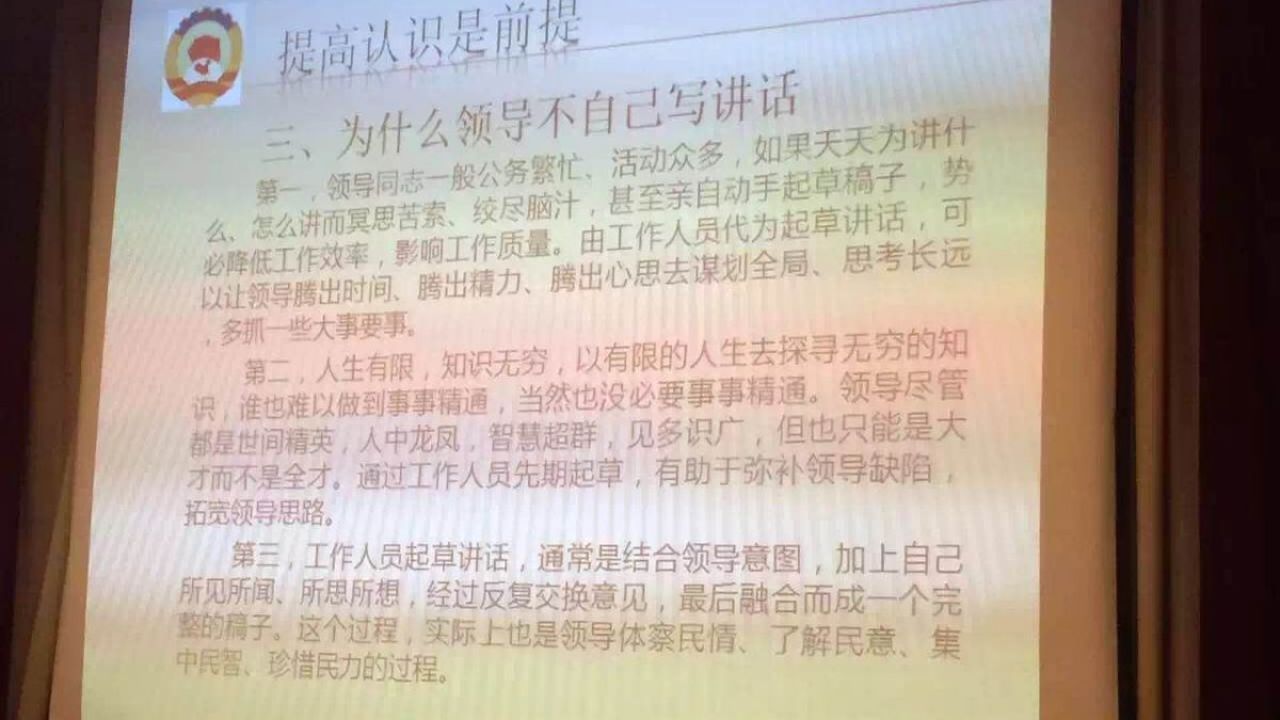 提高认识是前提
三、为什么领导不自己写讲话
第一，领导同志一般公务繁忙、活动众多，如果天天为讲什
么、怎么讲而冥思苦索、绞尽脑汁，甚至亲自动手起草稿子，势
必降低工作效率，影响工作质量。由工作人员代为起草讲话，可
以让领导腾出时间、腾出精力、腾出心思去谋划全局、思考长远
，多抓一些大事要事。
第二，人生有限，知识无穷，以有限的人生去探寻无穷的知
识，谁也难以做到事事精通，当然也没必要事事精通。领导尽管
都是世间精英，人中龙凤，智慧超群，见多识广，但也只能是大
才而不是全才。通过工作人员先期起草，有助于弥补领导缺陷，
拓宽领导思路。
第三，工作人员起草讲话，通常是结合领导意图，加上自己
所见所闻、所思所想，经过反复交换意见，最后融合而成一个完
整的稿子。这个过程，实际上也是领导体察民情、了解民意、集
中民智、珍惜民力的过程。